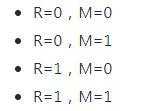 • R=0 , M=0
• R=0 , M=1
• R=1 , M=0
• R=1 , M=1